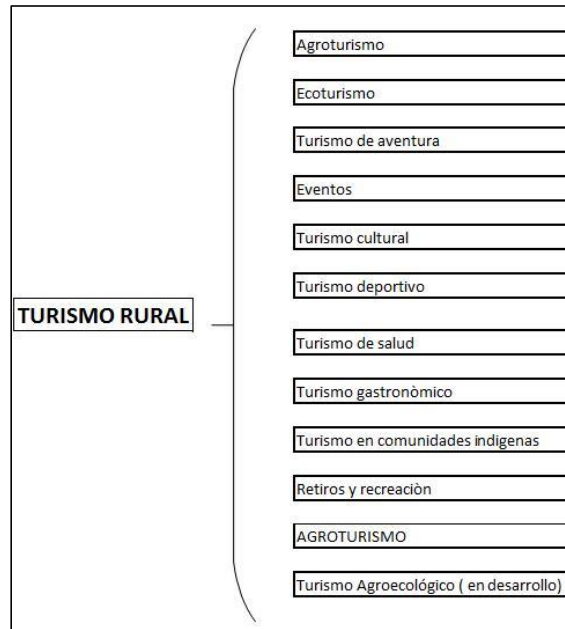 Agroturismo
Ecoturismo
Turismo de aventura
Eventos
Turismo cultural
Turismo deportivo
TURISMO RURAL
Turismo de salud
Turismo gastronòmico
Turismo en comunidades indigenas
Retiros y recreaciòn
AGROTURISMO
Turismo Agroecológico ( en desarrollo)